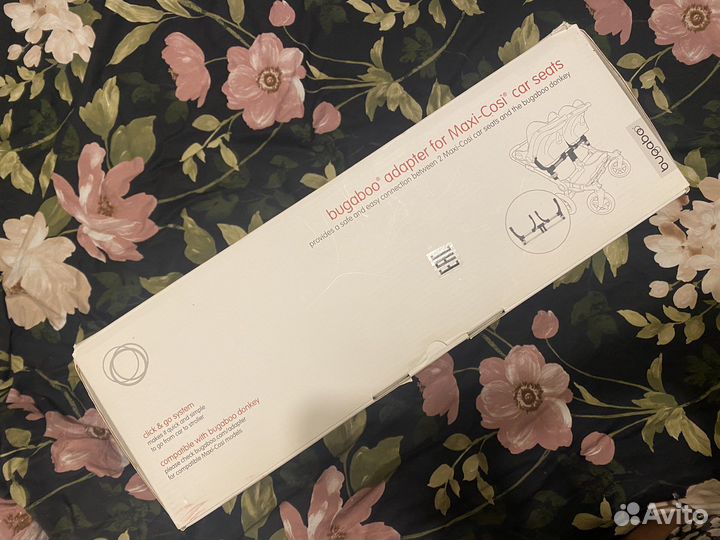 bugaboo® adapter for Maxi-Cosi® car seats
provides a safe and easy connection between 2 Maxi-Cosi car seats and the bugaboo donkey
bugaboo
EAC
click & go system
makes it quick and simple
to go from car to stroller
compatible with bugaboo donkey
please check bugaboo.com/adapter
for compatible Maxi-Cosi models
Avito